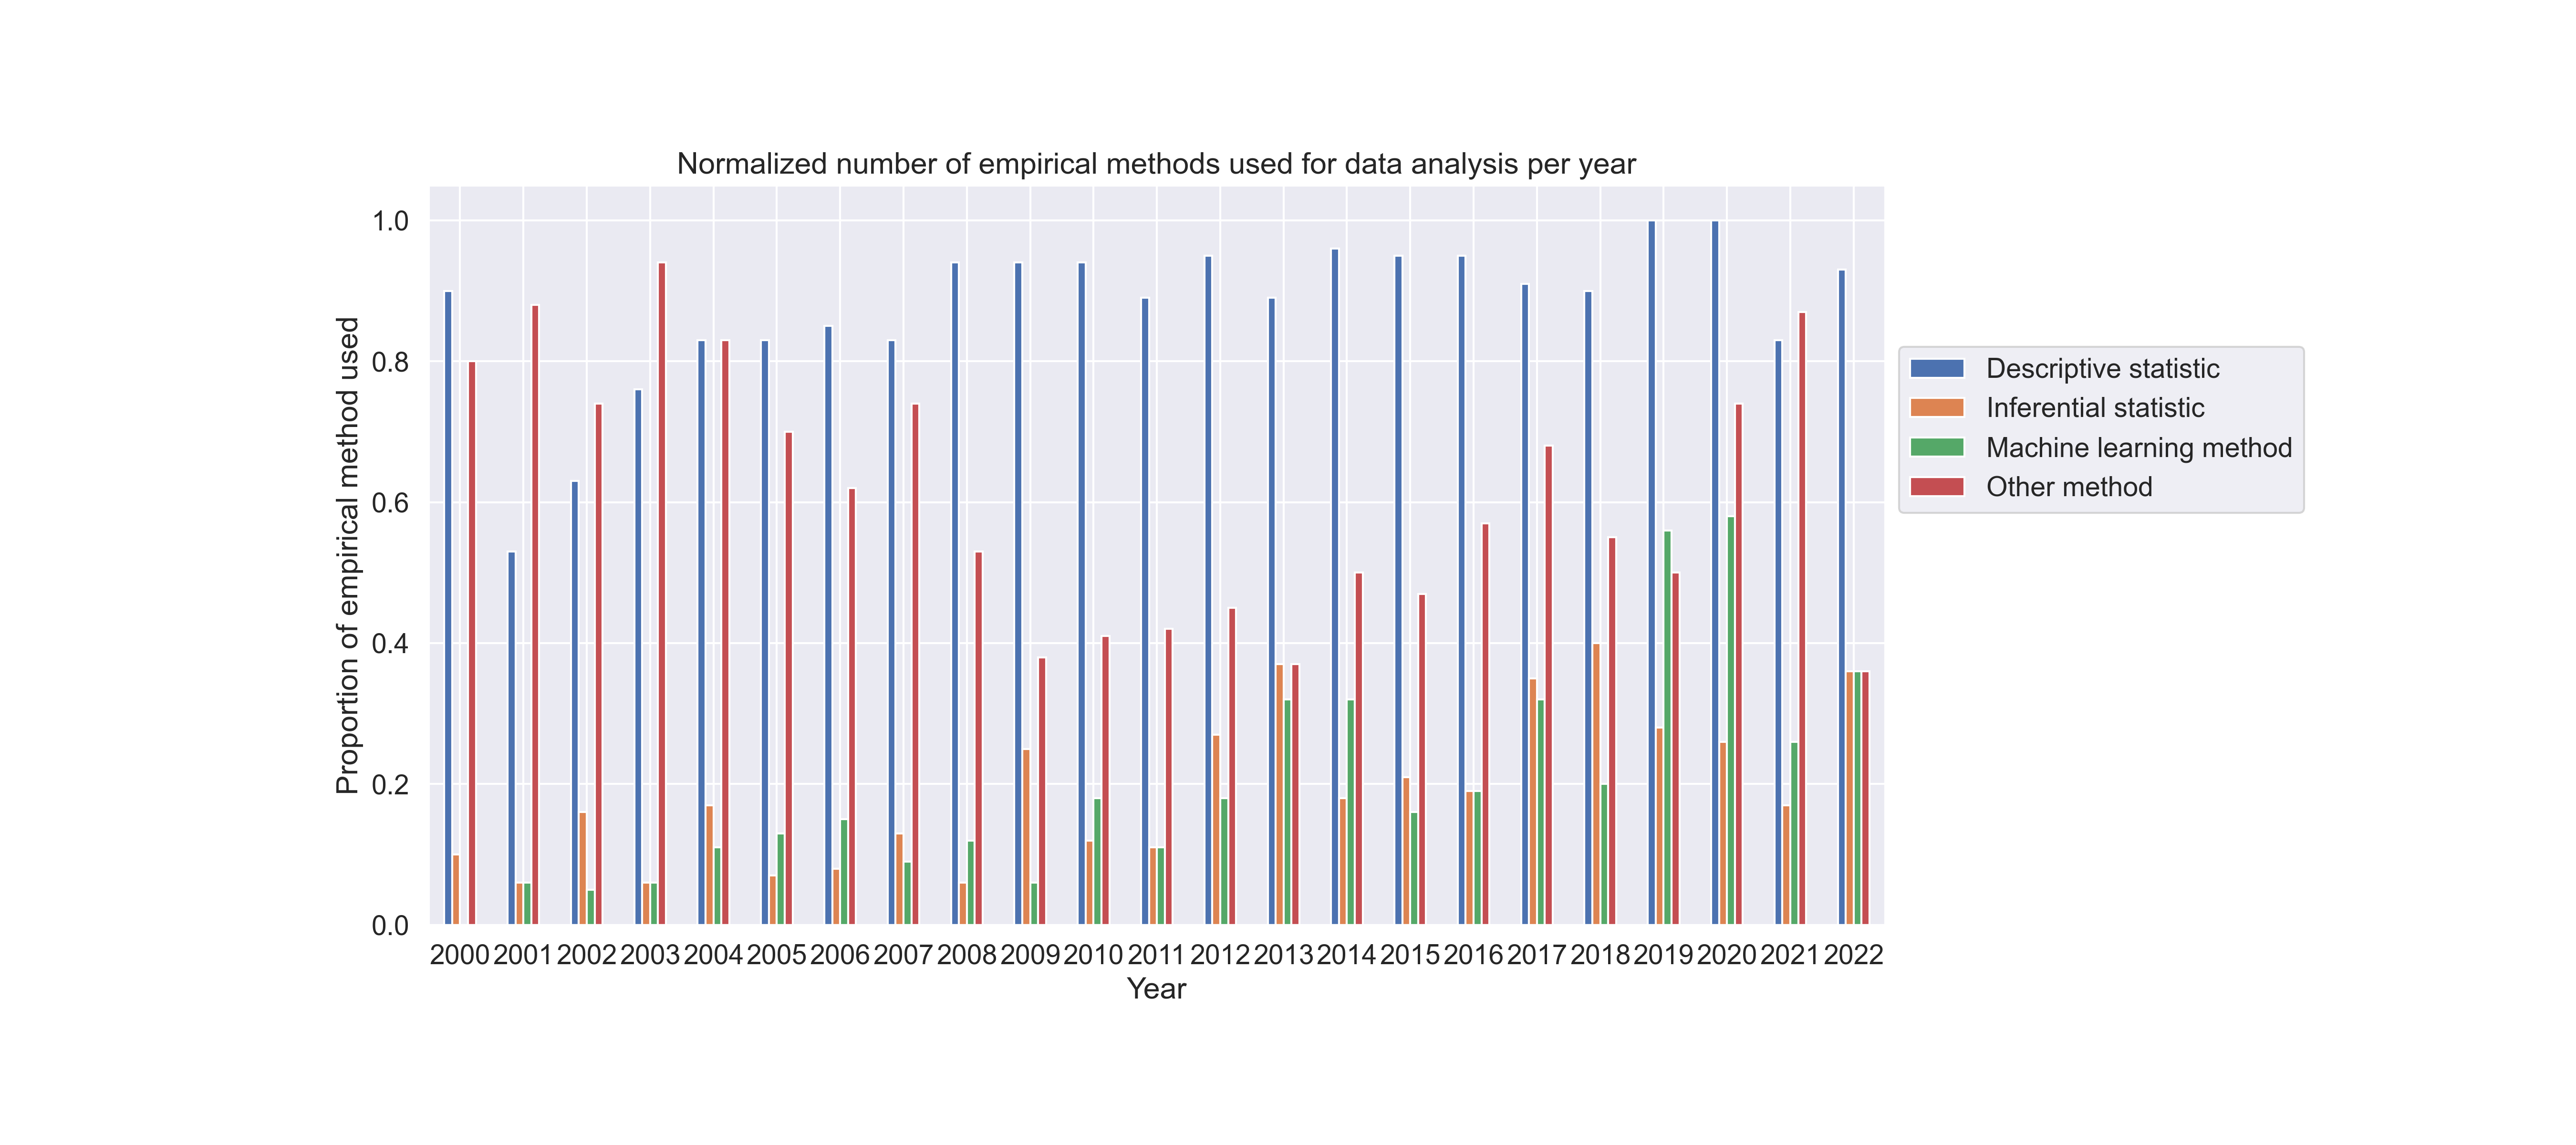 Normalized number of empirical methods used for data analysis per year
Proportion of empirical method used
1.0
0.8
0.6
0.4
0.2
0.0
2000 2001 2002 2003 2004 2005 2006 2007 2008 2009 2010 2011 2012 2013 2014 2015 2016 2017 2018 2019 2020 2021 2022
Year
Descriptive statistic
Inferential statistic
Machine learning method
Other method